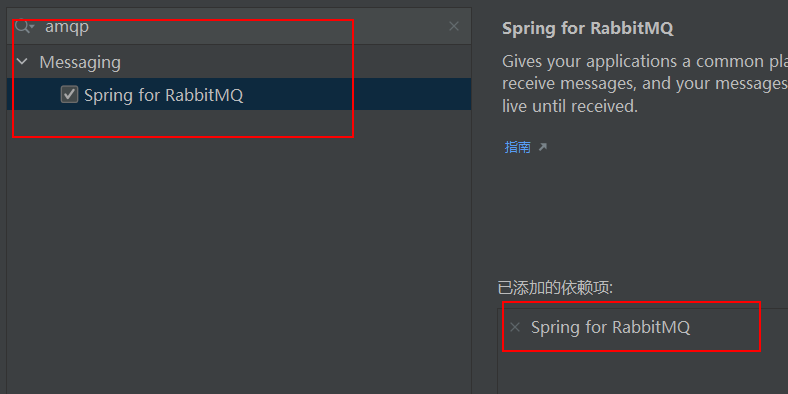 amqp
Messaging
Spring for RabbitMQ
Spring for RabbitMQ
Gives your applications a common pla
receive messages, and your messages
live until received.
指南
已添加的依赖项:
Spring for RabbitMQ